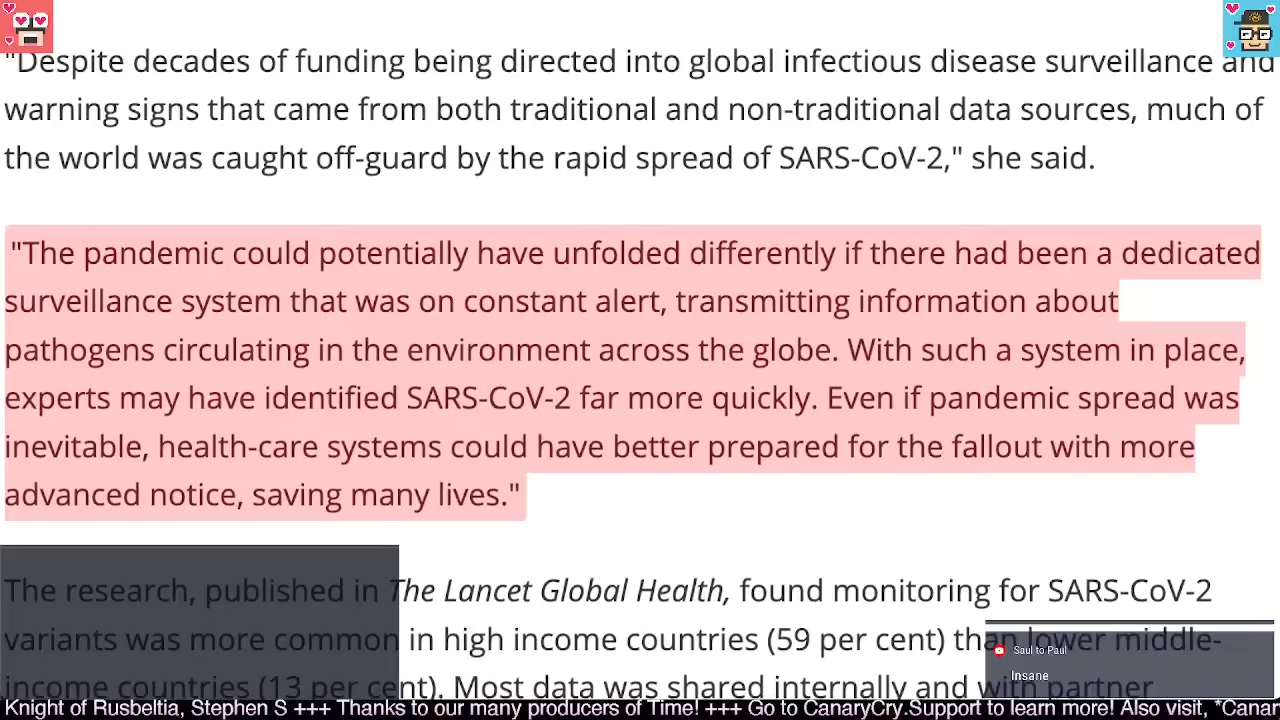 "Despite decades of funding being directed into global infectious disease surveillance and
warning signs that came from both traditional and non-traditional data sources, much of
the world was caught off-guard by the rapid spread of SARS-CoV-2," she said.
"The pandemic could potentially have unfolded differently if there had been a dedicated
surveillance system that was on constant alert, transmitting information about
pathogens circulating in the environment across the globe. With such a system in place,
experts may have identified SARS-CoV-2 far more quickly. Even if pandemic spread was
inevitable, health-care systems could have better prepared for the fallout with more
advanced notice, saving many lives."
The research, published in The Lancet Global Health, found monitoring for SARS-CoV-2
variants was more common in high income countries (59 per cent) than lower middle-
income countries (13 per cent). Most data was shared internally and with partner
Saul to Paul
Insane
Knight of Rusbeltia, Stephen S +++ Thanks to our many producers of Time! +++ Go to CanaryCry.Support to learn more! Also visit, *Canar